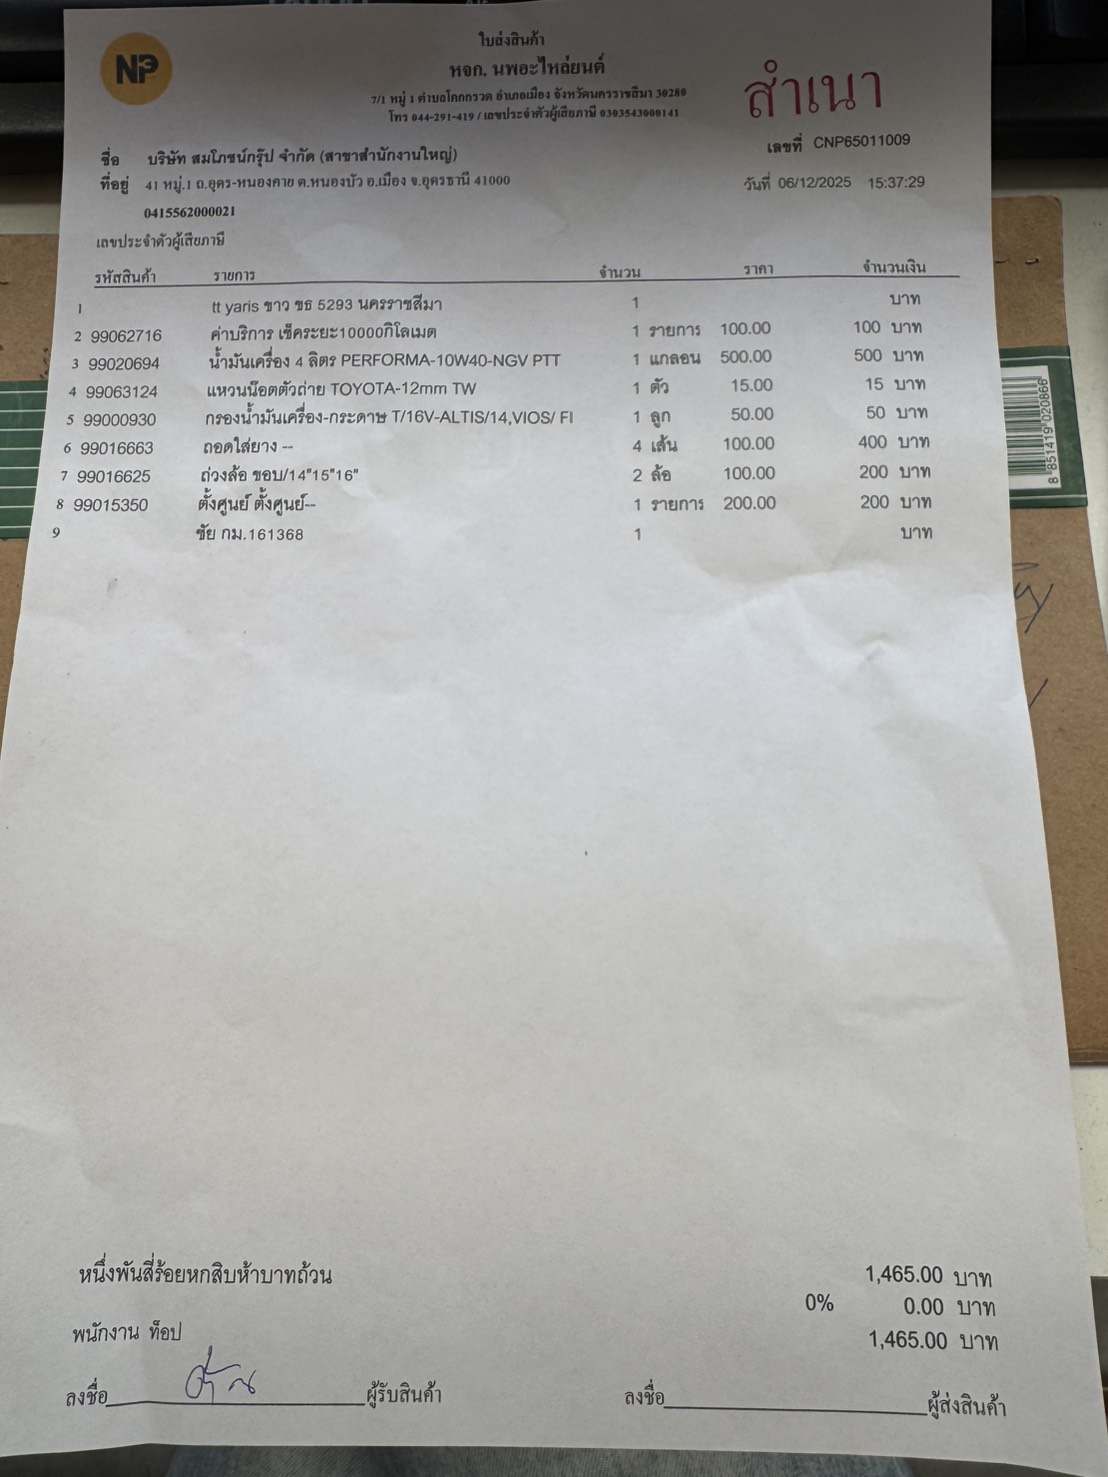 NP
ใบส่งสินค้า
หจก. นพอะไหล่ยนต์
7/1 หมู่ 1 ตำบลโคกกรวด อำเภอเมือง จังหวัดนครราชสีมา 30280
โทร 044-291-419 / เลขประจำตัวผู้เสียภาษี 0303543000141
สำเนา
เลขที่ CNP65011009
ชื่อ บริษัท สมโภชน์กรุ๊ป จำกัด (สาขาสำนักงานใหญ่)
ที่อยู่ 41 หมู่.1 ถ.อุดร-หนองคาย ต.หนองบัว อ.เมือง จ.อุดรธานี 41000
วันที่ 06/12/2025 15:37:29
0415562000021
เลขประจำตัวผู้เสียภาษี
รหัสสินค้า รายการ จำนวน ราคา จำนวนเงิน
1 tt yaris ขาว ขธ 5293 นครราชสีมา 1 บาท
2 99062716 ค่าบริการ เช็คระยะ10000กิโลเมต 1 รายการ 100.00 100 บาท
3 99020694 น้ำมันเครื่อง 4 ลิตร PERFORMA-10W40-NGV PTT 1 แกลอน 500.00 500 บาท
4 99063124 แหวนน๊อตตัวถ่าย TOYOTA-12mm TW 1 ตัว 15.00 15 บาท
5 99000930 กรองน้ำมันเครื่อง-กระดาษ T/16V-ALTIS/14,VIOS/ FI 1 ลูก 50.00 50 บาท
6 99016663 ถอดใส่ยาง -- 4 เส้น 100.00 400 บาท
7 99016625 ถ่วงล้อ ขอบ/14"15"16" 2 ล้อ 100.00 200 บาท
8 99015350 ตั้งศูนย์ ตั้งศูนย์-- 1 รายการ 200.00 200 บาท
9 ชัย กม.161368 1 บาท
8 851419 020866
หนึ่งพันสี่ร้อยหกสิบห้าบาทถ้วน 1,465.00 บาท
0% 0.00 บาท
พนักงาน ท็อป 1,465.00 บาท
ลงชื่อ ผู้รับสินค้า ลงชื่อ ผู้ส่งสินค้า